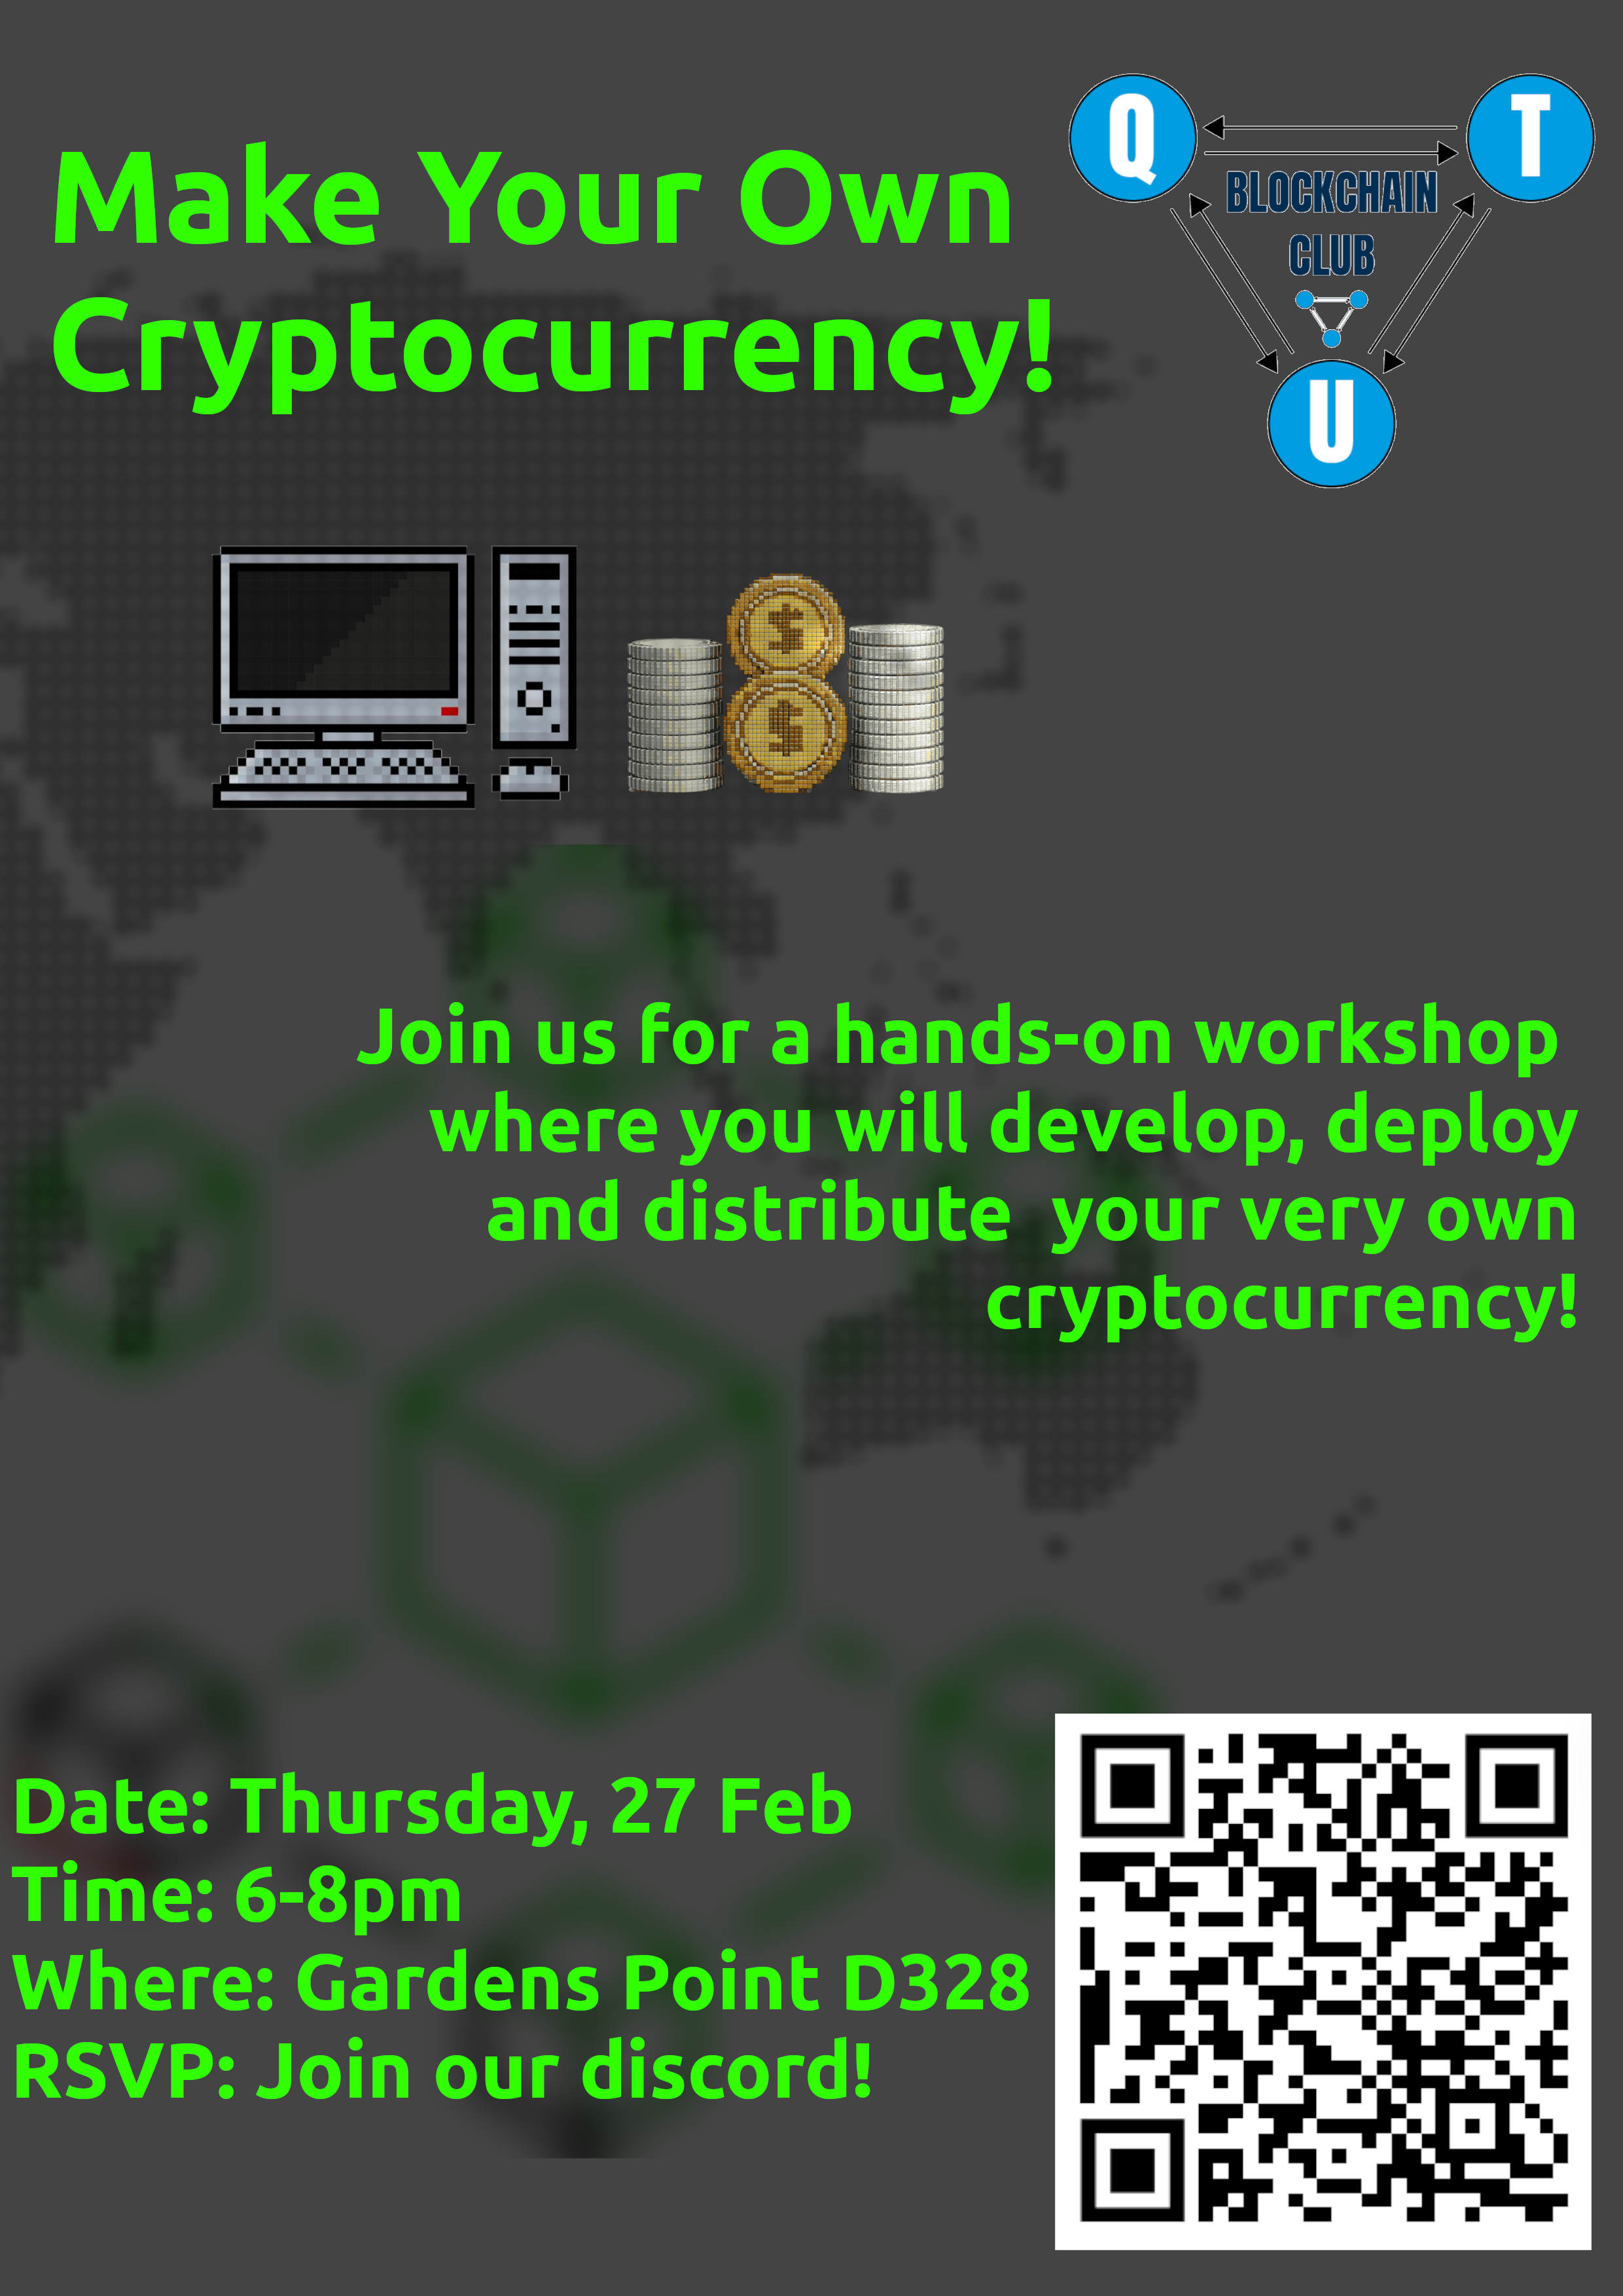 Make Your Own
Cryptocurrency!
Q
T
BLOCKCHAIN
CLUB
U
Join us for a hands-on workshop
where you will develop, deploy
and distribute  your very own
cryptocurrency!
Date: Thursday, 27 Feb
Time: 6-8pm
Where: Gardens Point D328
RSVP: Join our discord!